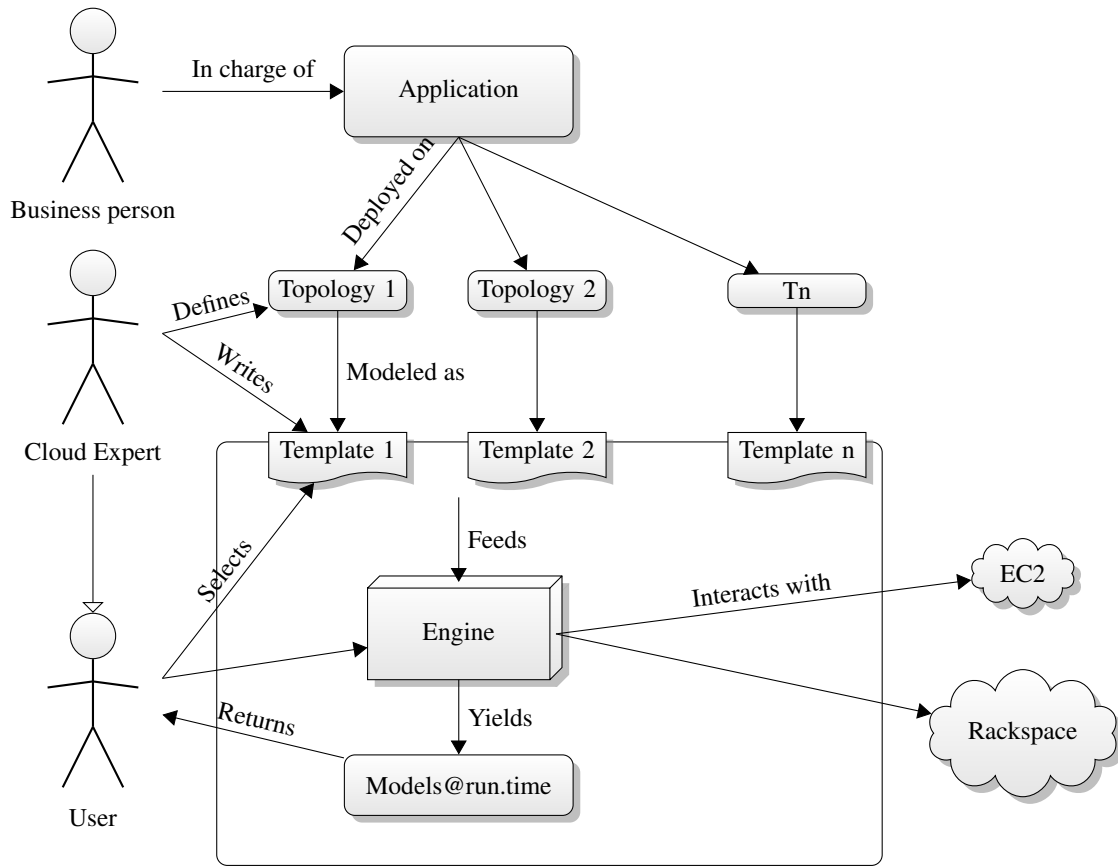 In charge of
Application
Business person
Deployed on
Topology 1
Topology 2
Tn
Defines
Writes
Modeled as
Cloud Expert
Template 1
Template 2
Template n
Feeds
Selects
Interacts with
EC2
Engine
Returns
Yields
Rackspace
Models@run.time
User